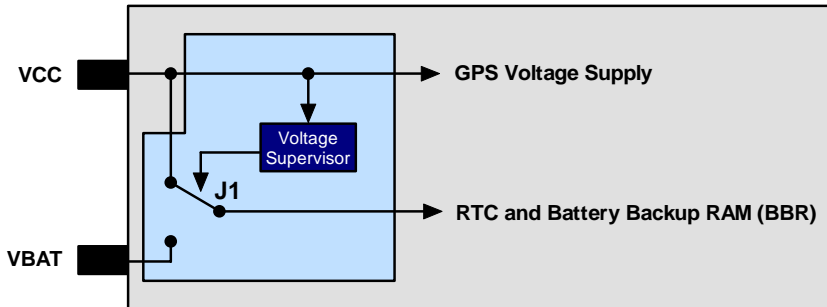 VCC
GPS Voltage Supply
Voltage
Supervisor
J1
RTC and Battery Backup RAM (BBR)
VBAT